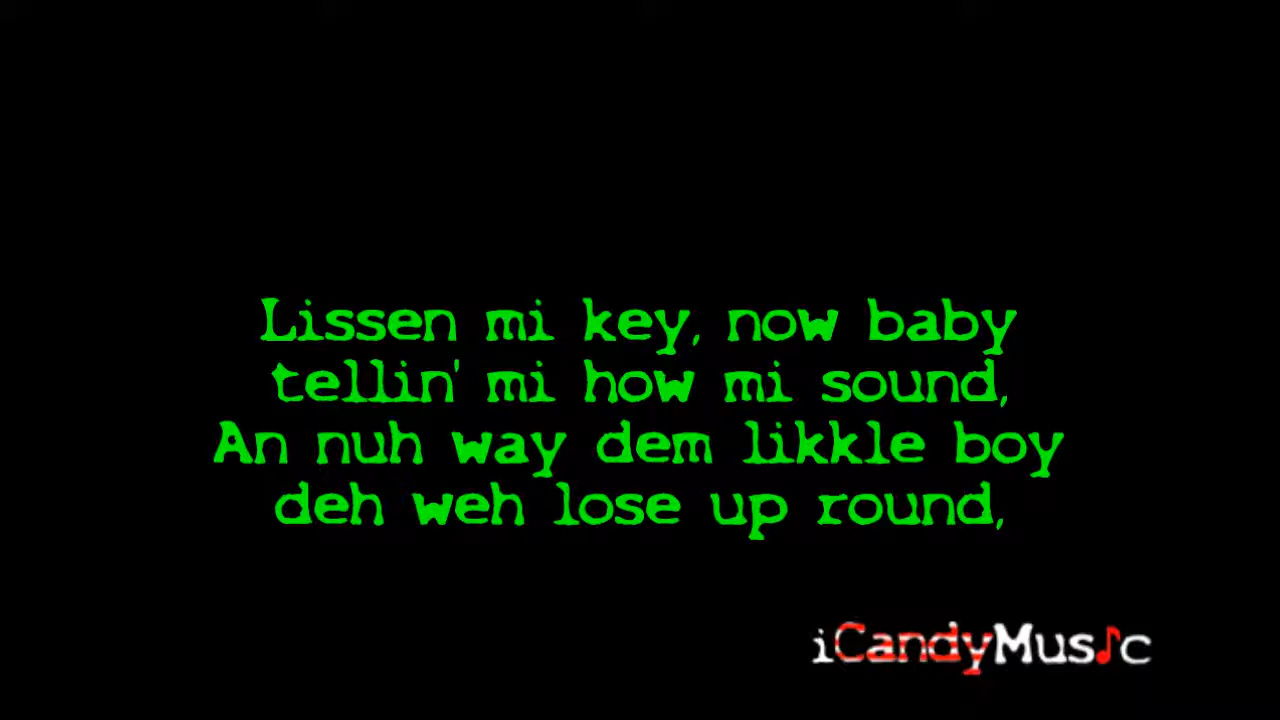 Lissen mi key, now baby
tellin' mi how mi sound,
An nuh way dem likkle boy
deh weh lose up round,
iCandyMusic